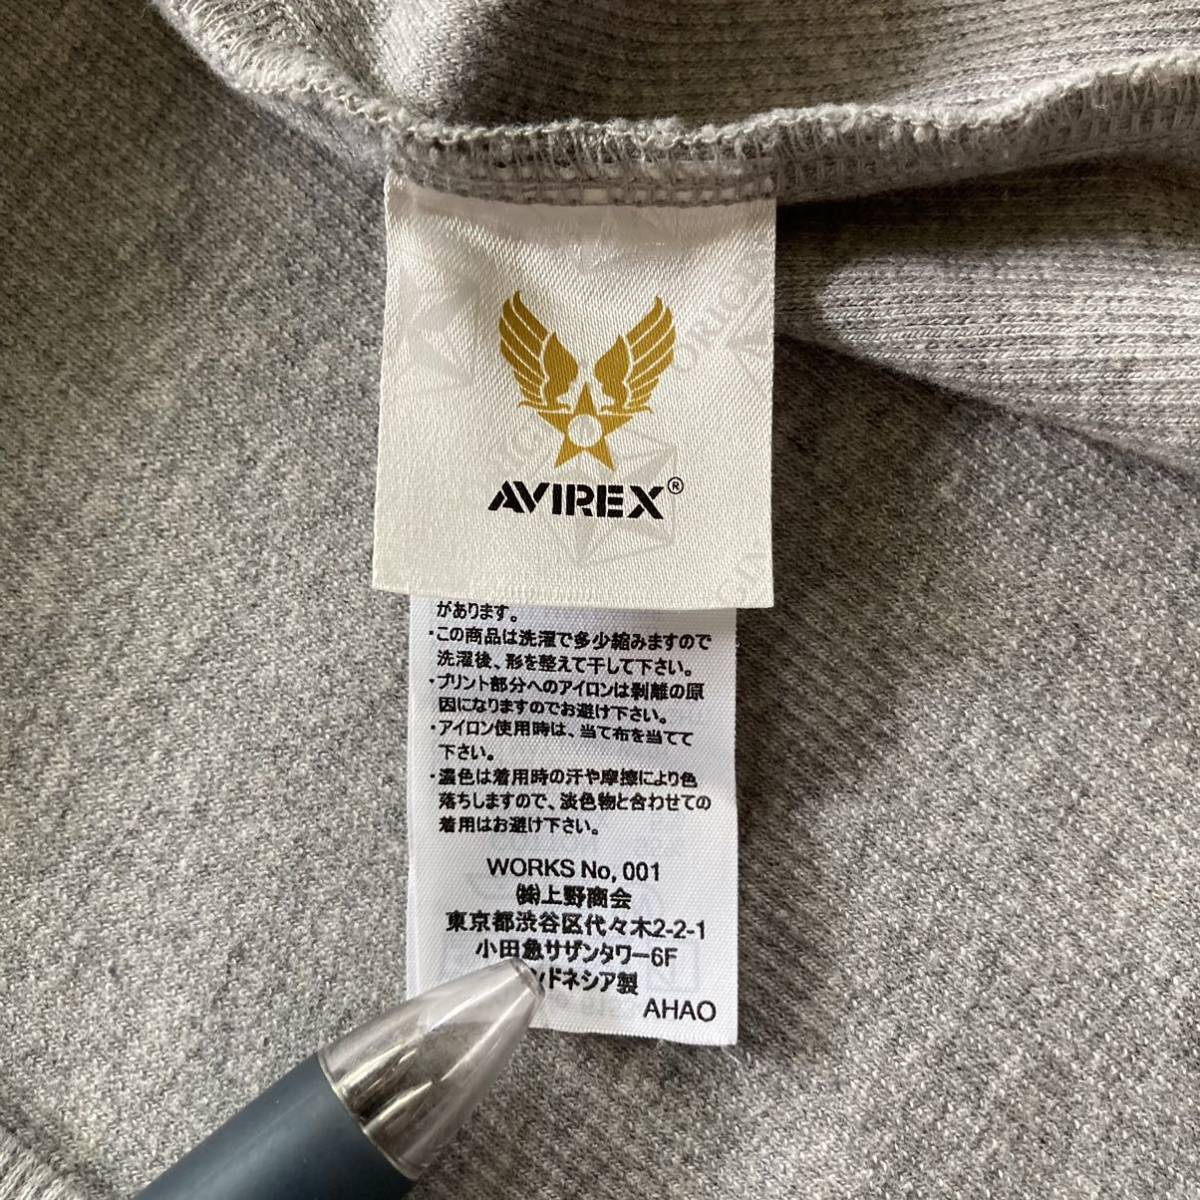 AVIREX®
があります。
・この商品は洗濯で多少縮みますので
洗濯後、形を整えて干して下さい。
・プリント部分へのアイロンは剥離の原
因になりますのでお避け下さい。
・アイロン使用時は、当て布を当てて
下さい。
・濃色は着用時の汗や摩擦により色
落ちしますので、淡色物と合わせての
着用はお避け下さい。
WORKS No, 001
㈱上野商会
東京都渋谷区代々木2-2-1
小田急サザンタワー6F
ンドネシア製
AHAO